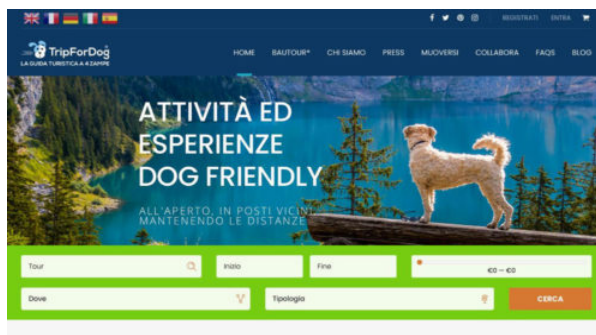 REGISTRATI ENTRA
TripForDog
LA GUIDA TURISTICA A 4 ZAMPE
HOME BAUTOUR® CHI SIAMO PRESS MUOVERSI COLLABORA FAQS BLOG
ATTIVITÀ ED
ESPERIENZE
DOG FRIENDLY
ALL'APERTO, IN POSTI VICINI,
MANTENENDO LE DISTANZE
Tour Inizio Fine €0 — €0
Dove Tipologia CERCA